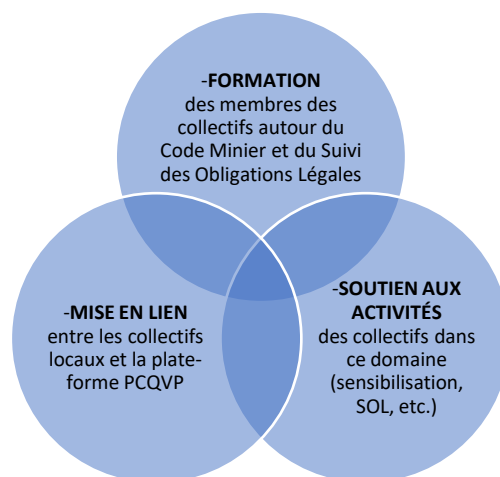 -FORMATION
des membres des
collectifs autour du
Code Minier et du Suivi
des Obligations Légales
-MISE EN LIEN
entre les collectifs
locaux et la plate-
forme PCQVP
-SOUTIEN AUX
ACTIVITÉS
des collectifs dans
ce domaine
(sensibilisation,
SOL, etc.)